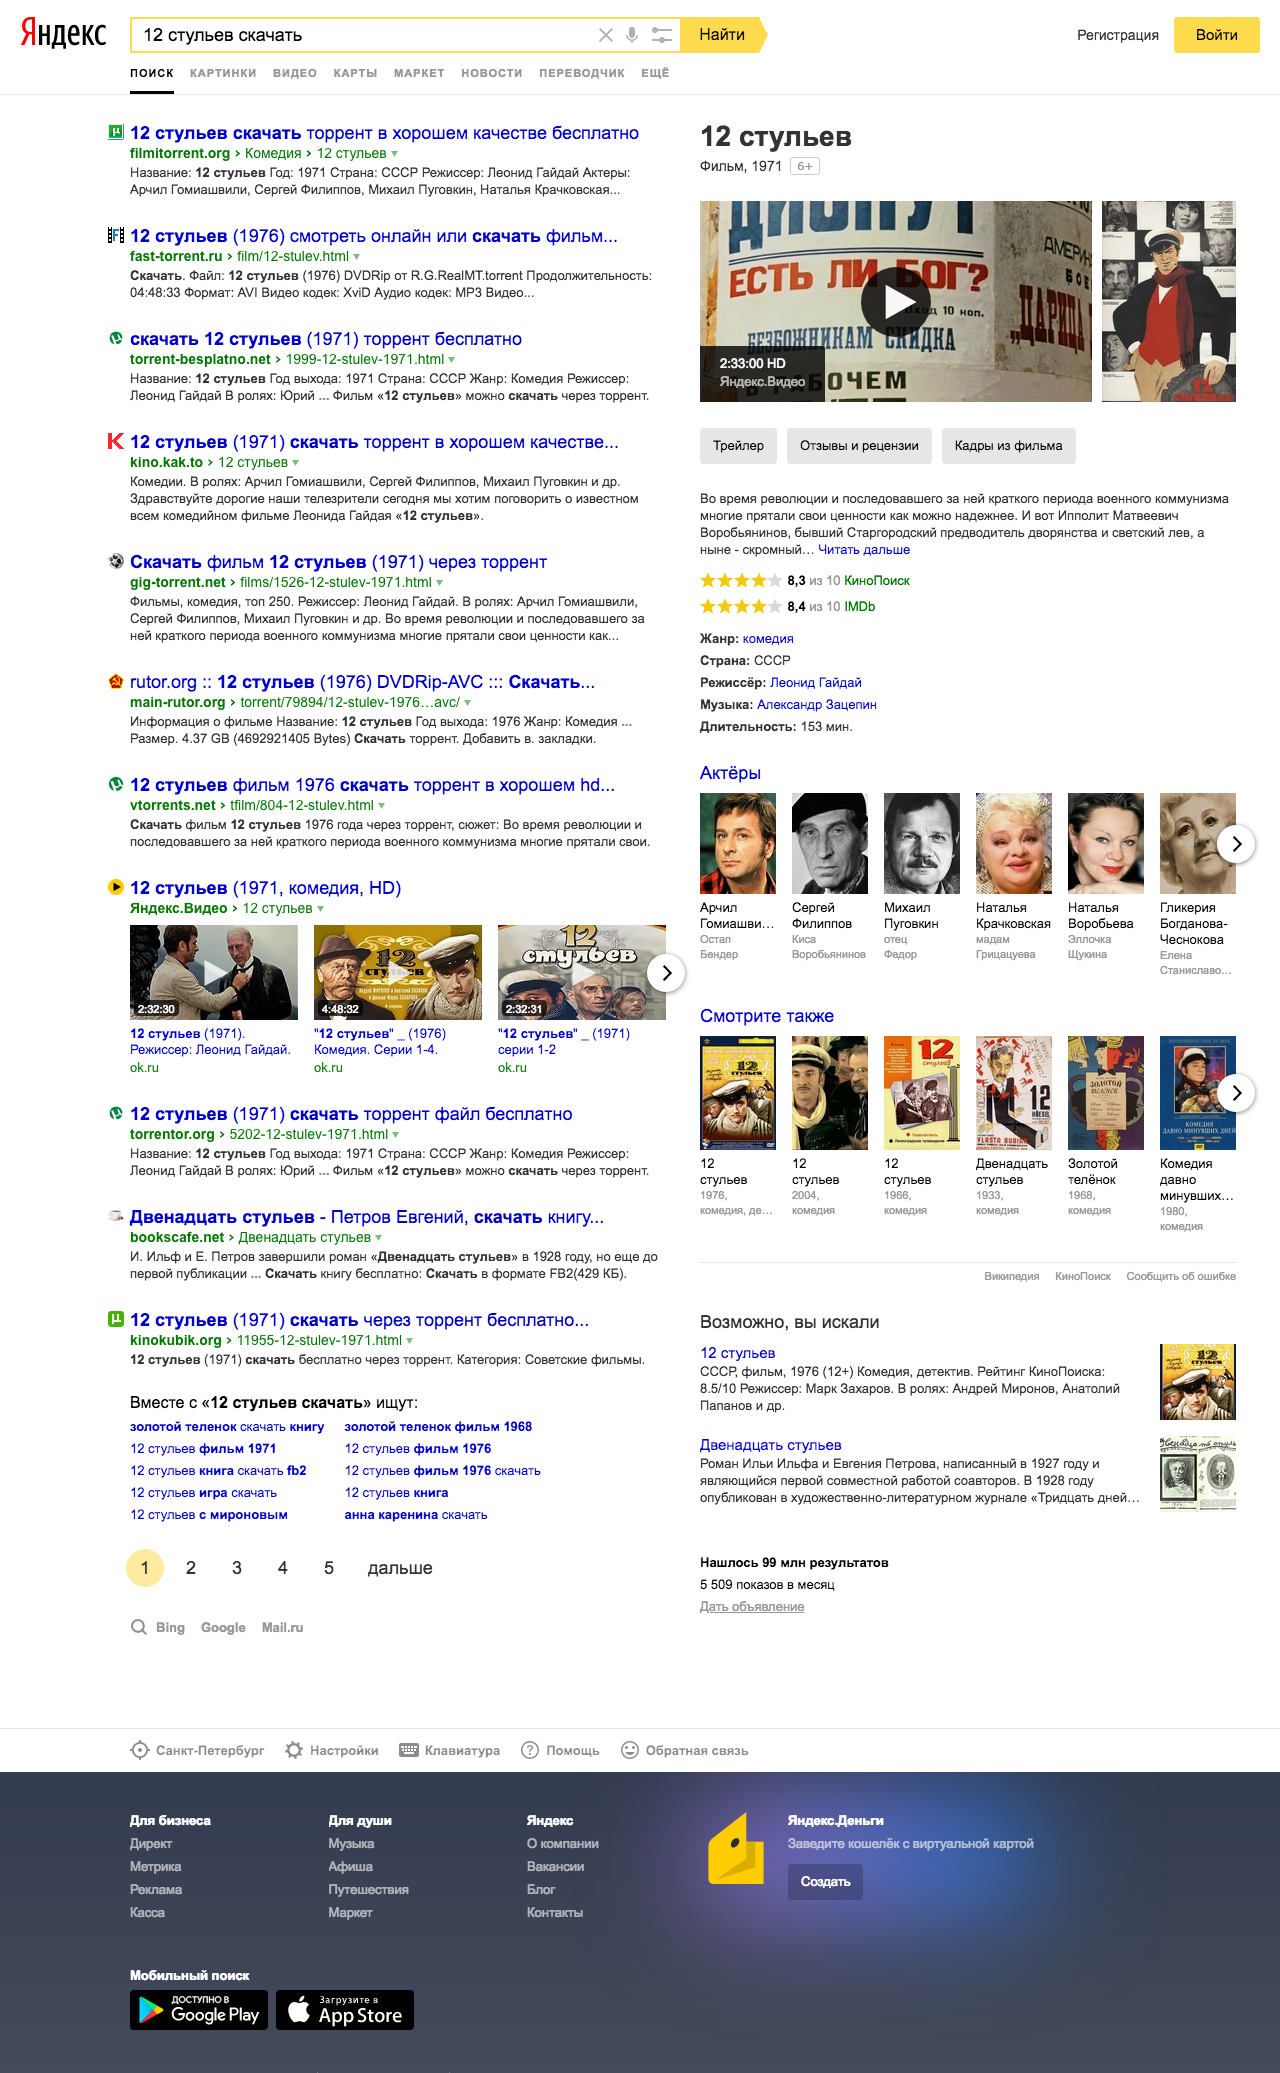 Яндекс
12 стульев скачать
Найти
Регистрация
Войти
ПОИСК КАРТИНКИ ВИДЕО КАРТЫ МАРКЕТ НОВОСТИ ПЕРЕВОДЧИК ЕЩЁ
12 стульев скачать торрент в хорошем качестве бесплатно
filmitorrent.org › Комедия › 12 стульев
Название: 12 стульев Год: 1971 Страна: СССР Режиссер: Леонид Гайдай Актеры:
Арчил Гомиашвили, Сергей Филиппов, Михаил Пуговкин, Наталья Крачковская...
12 стульев (1976) смотреть онлайн или скачать фильм...
fast-torrent.ru › film/12-stulev.html
Скачать. Файл: 12 стульев (1976) DVDRip от R.G.RealMT.torrent Продолжительность:
04:48:33 Формат: AVI Видео кодек: XviD Аудио кодек: MP3 Видео...
скачать 12 стульев (1971) торрент бесплатно
torrent-besplatno.net › 1999-12-stulev-1971.html
Название: 12 стульев Год выхода: 1971 Страна: СССР Жанр: Комедия Режиссер:
Леонид Гайдай В ролях: Юрий ... Фильм «12 стульев» можно скачать через торрент.
12 стульев (1971) скачать торрент в хорошем качестве...
kino.kak.to › 12 стульев
Комедии. В ролях: Арчил Гомиашвили, Сергей Филиппов, Михаил Пуговкин и др.
Здравствуйте дорогие наши телезрители сегодня мы хотим поговорить о известном
всем комедийном фильме Леонида Гайдая «12 стульев».
Скачать фильм 12 стульев (1971) через торрент
gig-torrent.net › films/1526-12-stulev-1971.html
Фильмы, комедия, топ 250. Режиссер: Леонид Гайдай. В ролях: Арчил Гомиашвили,
Сергей Филиппов, Михаил Пуговкин и др. Во время революции и последовавшего за
ней краткого периода военного коммунизма многие прятали свои ценности как...
rutor.org :: 12 стульев (1976) DVDRip-AVC ::: Скачать...
main-rutor.org › torrent/79894/12-stulev-1976…avc/
Информация о фильме Название: 12 стульев Год выхода: 1976 Жанр: Комедия ...
Размер. 4.37 GB (4692921405 Bytes) Скачать торрент. Добавить в. закладки.
12 стульев фильм 1976 скачать торрент в хорошем hd...
vtorrents.net › tfilm/804-12-stulev.html
Скачать фильм 12 стульев 1976 года через торрент, сюжет: Во время революции и
последовавшего за ней краткого периода военного коммунизма многие прятали свои.
12 стульев (1971, комедия, HD)
Яндекс.Видео › 12 стульев
2:32:30
12 стульев (1971).
Режиссер: Леонид Гайдай.
ok.ru
12 стульев
4:48:32
"12 стульев" _ (1976)
Комедия. Серии 1-4.
ok.ru
12 стульев
2:32:31
"12 стульев" _ (1971)
серии 1-2
ok.ru
12 стульев (1971) скачать торрент файл бесплатно
torrentor.org › 5202-12-stulev-1971.html
Название: 12 стульев Год выхода: 1971 Страна: СССР Жанр: Комедия Режиссер:
Леонид Гайдай В ролях: Юрий ... Фильм «12 стульев» можно скачать через торрент.
Двенадцать стульев - Петров Евгений, скачать книгу...
bookscafe.net › Двенадцать стульев
И. Ильф и Е. Петров завершили роман «Двенадцать стульев» в 1928 году, но еще до
первой публикации ... Скачать книгу бесплатно: Скачать в формате FB2(429 КБ).
12 стульев (1971) скачать через торрент бесплатно...
kinokubik.org › 11955-12-stulev-1971.html
12 стульев (1971) скачать бесплатно через торрент. Категория: Советские фильмы.
Вместе с «12 стульев скачать» ищут:
золотой теленок скачать книгу
12 стульев фильм 1971
12 стульев книга скачать fb2
12 стульев игра скачать
12 стульев с мироновым
золотой теленок фильм 1968
12 стульев фильм 1976
12 стульев фильм 1976 скачать
12 стульев книга
анна каренина скачать
1 2 3 4 5 дальше
Bing Google Mail.ru
12 стульев
Фильм, 1971 6+
ДИСПУТ
ЕСТЬ ЛИ БОГ?
Вход 10 коп.
БЕЗБОЖНИКАМ СКИДКА
2:33:00 HD
Яндекс.Видео
Трейлер
Отзывы и рецензии
Кадры из фильма
Во время революции и последовавшего за ней краткого периода военного коммунизма
многие прятали свои ценности как можно надежнее. И вот Ипполит Матвеевич
Воробьянинов, бывший Старгородский предводитель дворянства и светский лев, а
ныне - скромный… Читать дальше
8,3 из 10 КиноПоиск
8,4 из 10 IMDb
Жанр: комедия
Страна: СССР
Режиссёр: Леонид Гайдай
Музыка: Александр Зацепин
Длительность: 153 мин.
Актёры
Арчил
Гомиашви…
Остап
Бендер
Сергей
Филиппов
Киса
Воробьянинов
Михаил
Пуговкин
отец
Федор
Наталья
Крачковская
мадам
Грицацуева
Наталья
Воробьева
Эллочка
Щукина
Гликерия
Богданова-
Чеснокова
Елена
Станиславо…
Смотрите также
12
стульев
1976,
комедия, де…
12
стульев
2004,
комедия
12
стульев
1966,
комедия
Двенадцать
стульев
1933,
комедия
Золотой
телёнок
1968,
комедия
Комедия
давно
минувших…
1980,
комедия
Википедия КиноПоиск Сообщить об ошибке
Возможно, вы искали
12 стульев
СССР, фильм, 1976 (12+) Комедия, детектив. Рейтинг КиноПоиска:
8.5/10 Режиссер: Марк Захаров. В ролях: Андрей Миронов, Анатолий
Папанов и др.
Двенадцать стульев
Роман Ильи Ильфа и Евгения Петрова, написанный в 1927 году и
являющийся первой совместной работой соавторов. В 1928 году
опубликован в художественно-литературном журнале «Тридцать дней…
Нашлось 99 млн результатов
5 509 показов в месяц
Дать объявление
Санкт-Петербург Настройки Клавиатура Помощь Обратная связь
Для бизнеса
Директ
Метрика
Реклама
Касса
Для души
Музыка
Афиша
Путешествия
Маркет
Яндекс
О компании
Вакансии
Блог
Контакты
Яндекс.Деньги
Заведите кошелёк с виртуальной картой
Создать
Мобильный поиск
ДОСТУПНО В
Google Play
Загрузите в
App Store